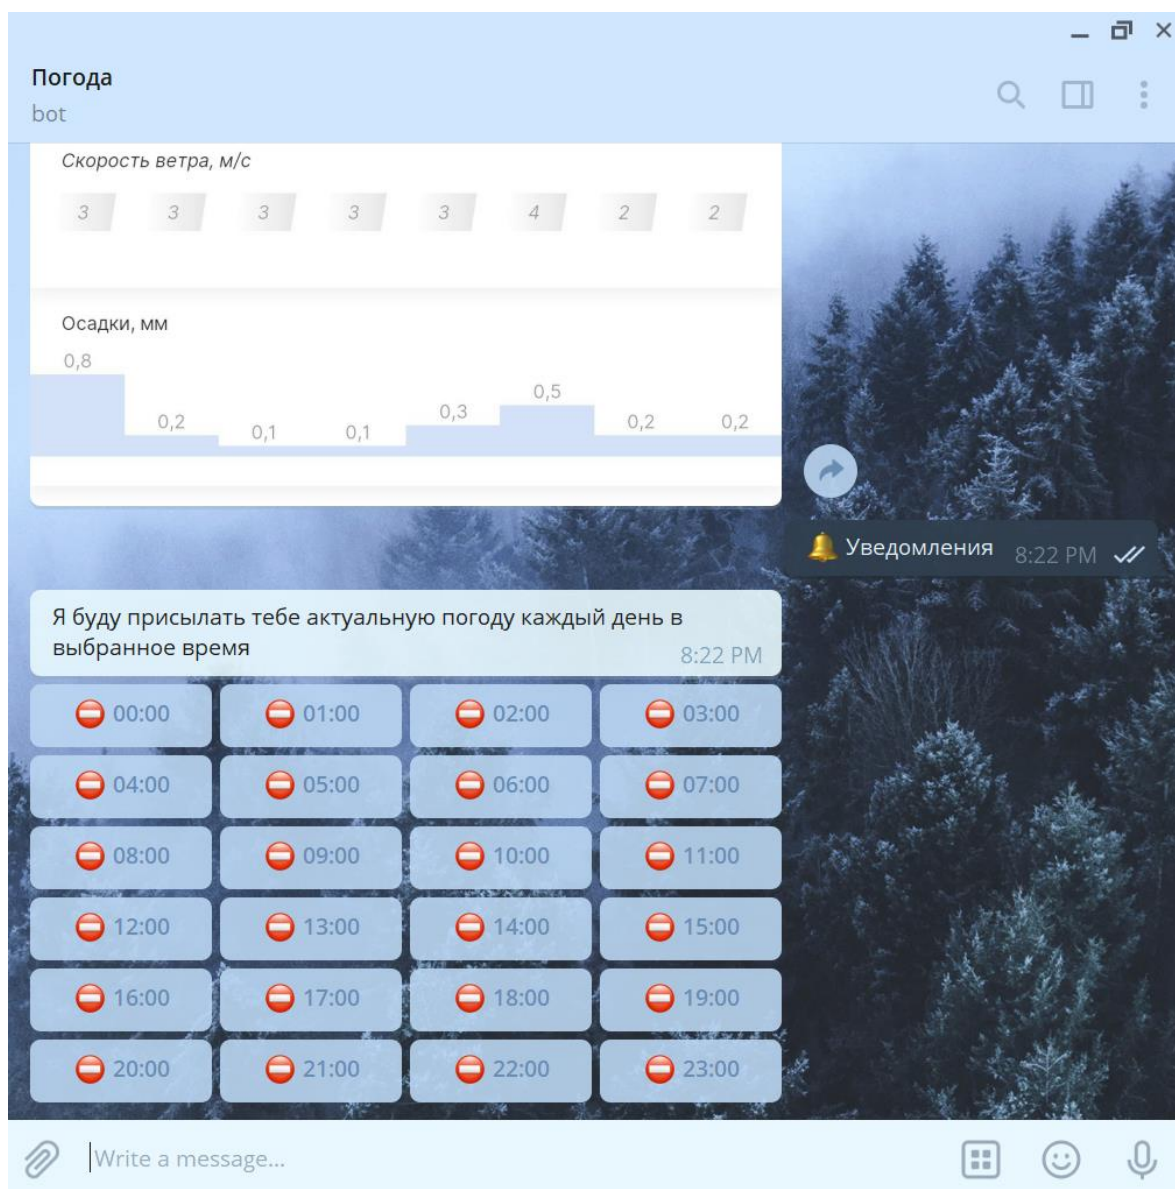 Погода
bot
Скорость ветра, м/с
3 3 3 3 3 4 2 2
Осадки, мм
0,8 0,2 0,1 0,1 0,3 0,5 0,2 0,2
Уведомления 8:22 PM
Я буду присылать тебе актуальную погоду каждый день в
выбранное время 8:22 PM
00:00 01:00 02:00 03:00
04:00 05:00 06:00 07:00
08:00 09:00 10:00 11:00
12:00 13:00 14:00 15:00
16:00 17:00 18:00 19:00
20:00 21:00 22:00 23:00
Write a message...